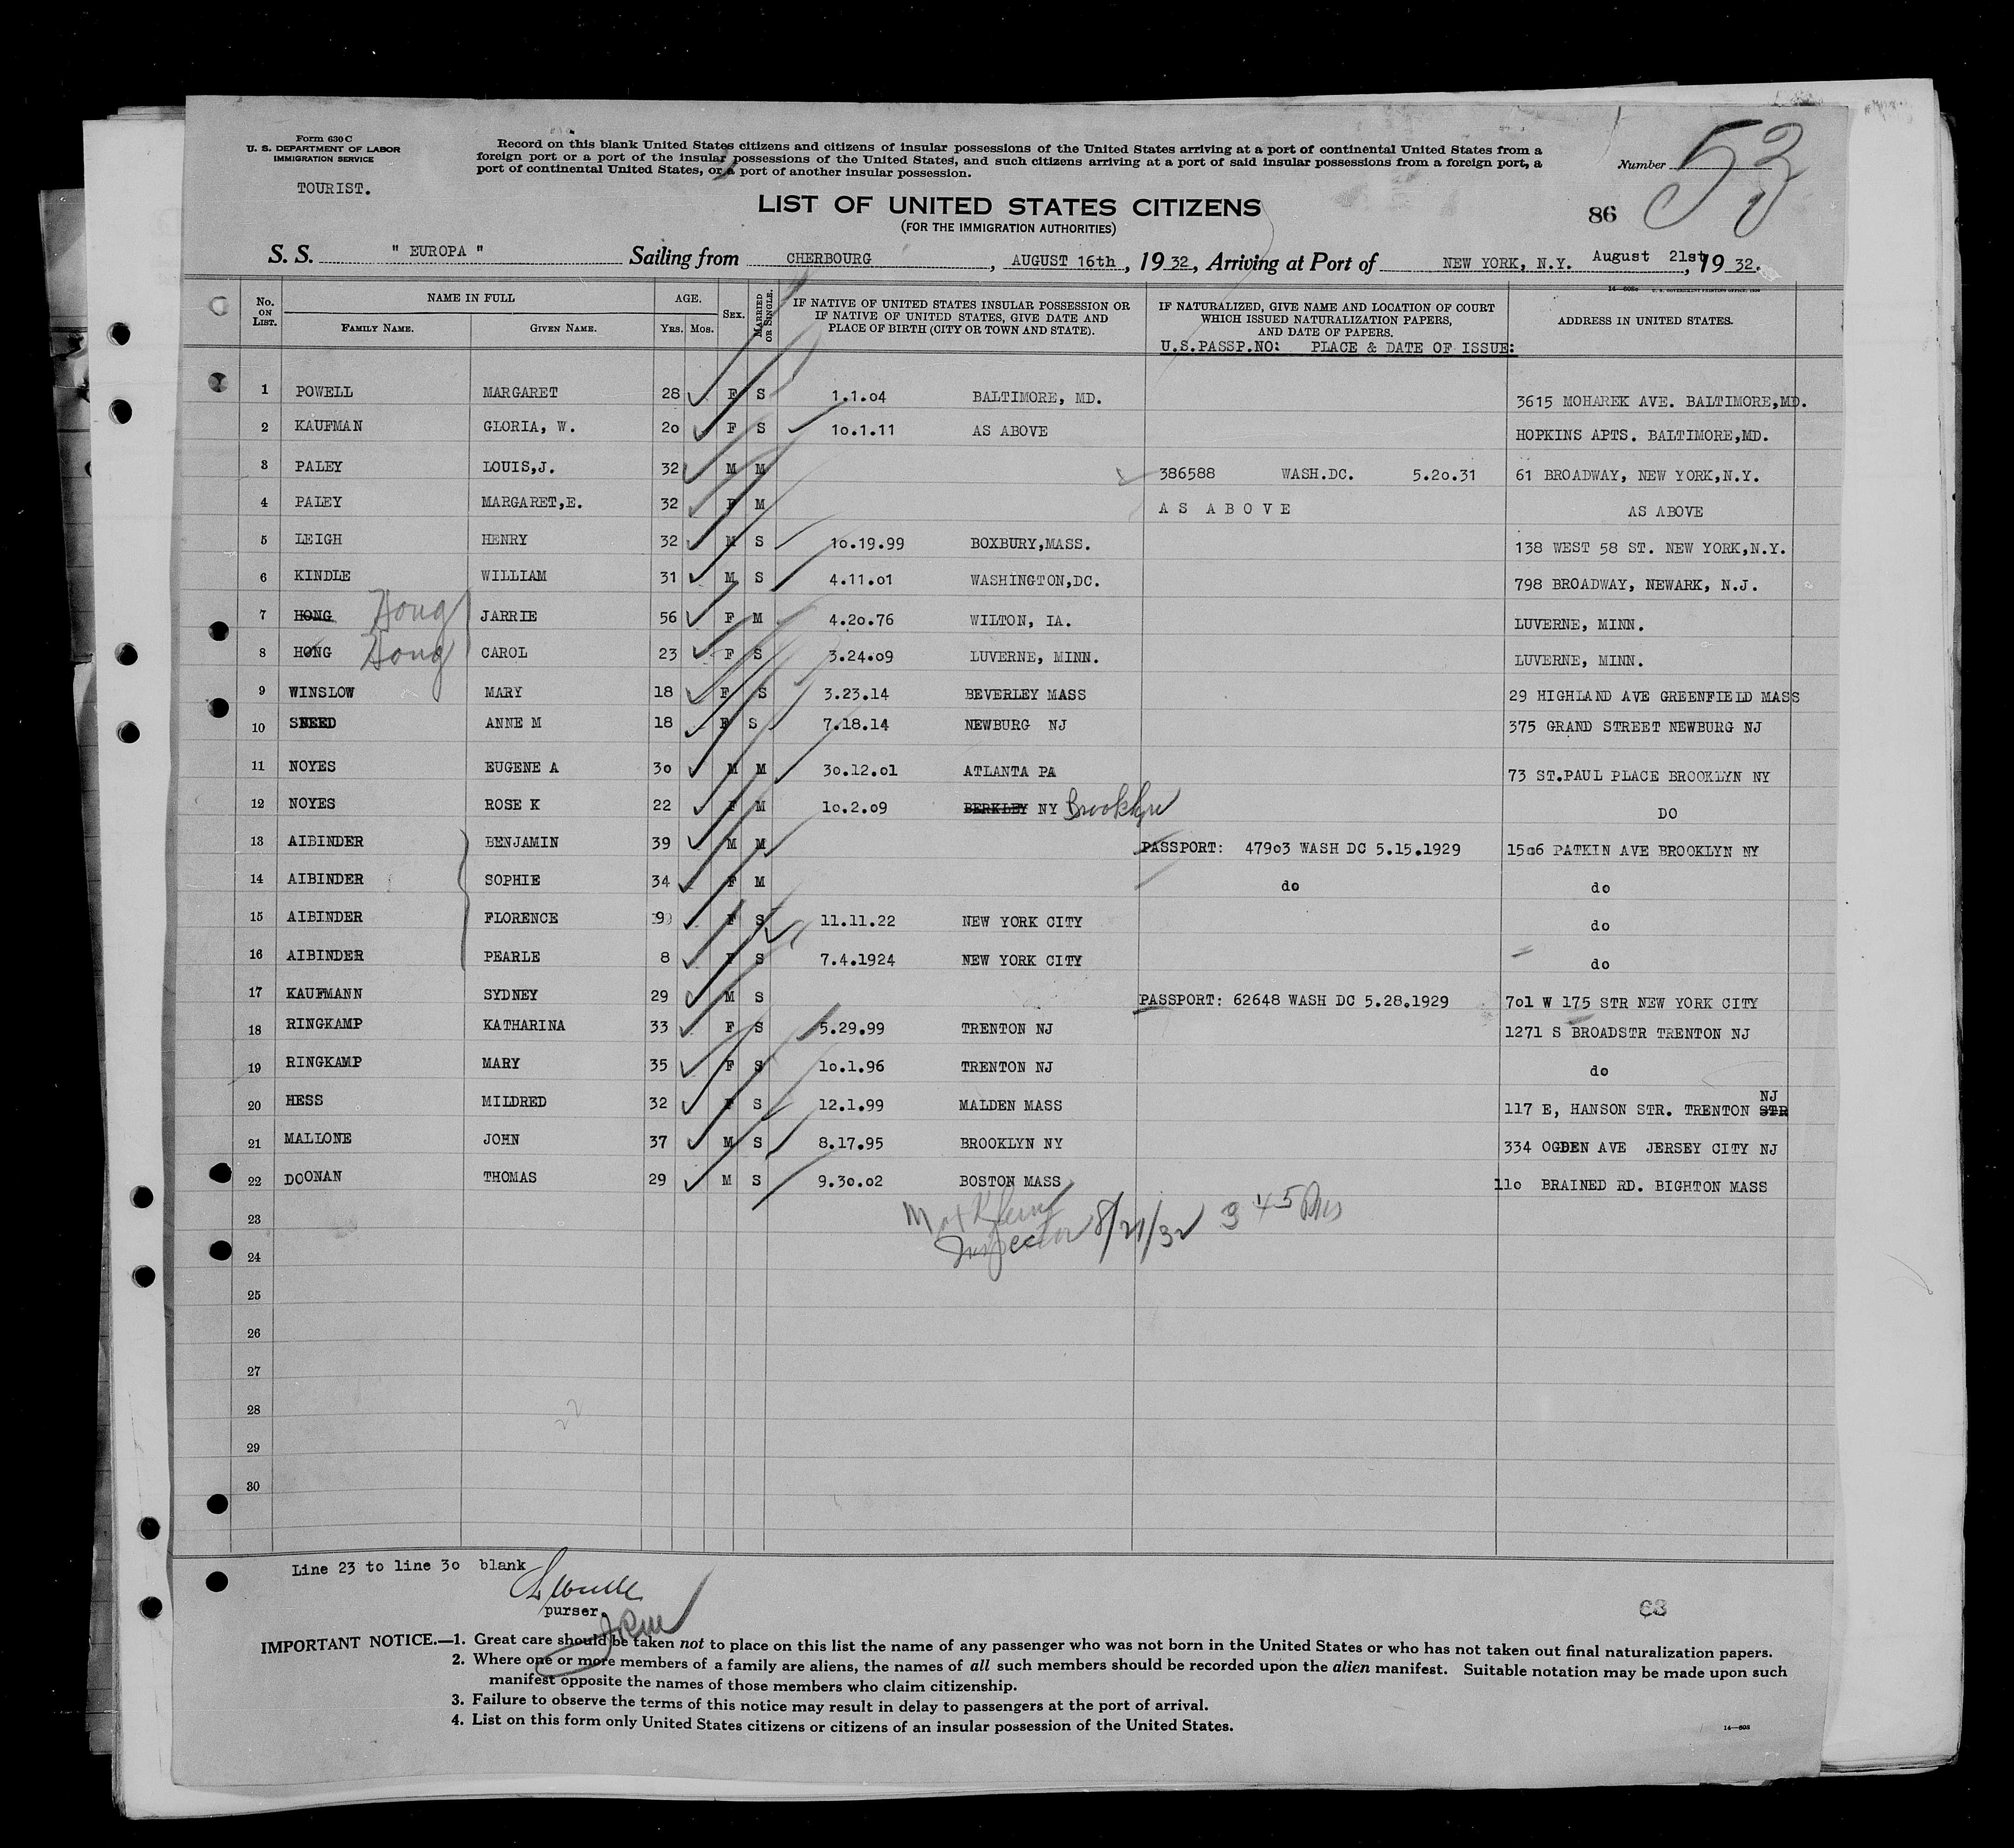 Form 630 C
U. S. DEPARTMENT OF LABOR
IMMIGRATION SERVICE
TOURIST.
Record on this blank United States citizens and citizens of insular possessions of the United States arriving at a port of continental United States from a
foreign port or a port of the insular possessions of the United States, and such citizens arriving at a port of said insular possessions from a foreign port, a
port of continental United States, or a port of another insular possession.
Number 53
LIST OF UNITED STATES CITIZENS
(FOR THE IMMIGRATION AUTHORITIES)
86
S. S. " EUROPA " Sailing from CHERBOURG, AUGUST 16th, 1932, Arriving at Port of NEW YORK, N.Y. August 21st, 1932.
No. ON LIST. NAME IN FULL FAMILY NAME. GIVEN NAME. AGE. YRS. MOS. SEX. MARRIED OR SINGLE. IF NATIVE OF UNITED STATES INSULAR POSSESSION OR IF NATIVE OF UNITED STATES, GIVE DATE AND PLACE OF BIRTH (CITY OR TOWN AND STATE). IF NATURALIZED, GIVE NAME AND LOCATION OF COURT WHICH ISSUED NATURALIZATION PAPERS, AND DATE OF PAPERS. ADDRESS IN UNITED STATES.
U.S.PASSP.NO: PLACE & DATE OF ISSUE:
1 POWELL MARGARET 28 F S 1.1.04 BALTIMORE, MD. 3615 MOHAREK AVE. BALTIMORE,MD.
2 KAUFMAN GLORIA, W. 20 F S 10.1.11 AS ABOVE HOPKINS APTS. BALTIMORE,MD.
3 PALEY LOUIS,J. 32 M M 386588 WASH.DC. 5.20.31 61 BROADWAY, NEW YORK,N.Y.
4 PALEY MARGARET,E. 32 F M A S A B O V E AS ABOVE
5 LEIGH HENRY 32 M S 10.19.99 BOXBURY,MASS. 138 WEST 58 ST. NEW YORK,N.Y.
6 KINDLE WILLIAM 31 M S 4.11.01 WASHINGTON,DC. 798 BROADWAY, NEWARK, N.J.
7 HONG JARRIE 56 F M 4.20.76 WILTON, IA. LUVERNE, MINN.
8 HONG CAROL 23 F S 3.24.09 LUVERNE, MINN. LUVERNE, MINN.
9 WINSLOW MARY 18 F S 3.23.14 BEVERLEY MASS 29 HIGHLAND AVE GREENFIELD MASS
10 SNEED ANNE M 18 F S 7.18.14 NEWBURG NJ 375 GRAND STREET NEWBURG NJ
11 NOYES EUGENE A 30 M M 30.12.01 ATLANTA PA 73 ST.PAUL PLACE BROOKLYN NY
12 NOYES ROSE K 22 F M 10.2.09 BERKLEY NY Brooklyn DO
13 AIBINDER BENJAMIN 39 M M PASSPORT: 47903 WASH DC 5.15.1929 1506 PATKIN AVE BROOKLYN NY
14 AIBINDER SOPHIE 34 F M do do
15 AIBINDER FLORENCE 9 F S 11.11.22 NEW YORK CITY do
16 AIBINDER PEARLE 8 F S 7.4.1924 NEW YORK CITY do
17 KAUFMANN SYDNEY 29 M S PASSPORT: 62648 WASH DC 5.28.1929 701 W 175 STR NEW YORK CITY
18 RINGKAMP KATHARINA 33 F S 5.29.99 TRENTON NJ 1271 S BROADSTR TRENTON NJ
19 RINGKAMP MARY 35 F S 10.1.96 TRENTON NJ do
20 HESS MILDRED 32 F S 12.1.99 MALDEN MASS 117 E, HANSON STR. TRENTON STR NJ
21 MALLONE JOHN 37 M S 8.17.95 BROOKLYN NY 334 OGDEN AVE JERSEY CITY NJ
22 DOONAN THOMAS 29 M S 9.30.02 BOSTON MASS 110 BRAINED RD. BIGHTON MASS
23
Inspector 8/21/32
24
25
26
27
28
29
30
Line 23 to line 30 blank
purser.
68
IMPORTANT NOTICE.—1. Great care should be taken not to place on this list the name of any passenger who was not born in the United States or who has not taken out final naturalization papers.
2. Where one or more members of a family are aliens, the names of all such members should be recorded upon the alien manifest. Suitable notation may be made upon such
manifest opposite the names of those members who claim citizenship.
3. Failure to observe the terms of this notice may result in delay to passengers at the port of arrival.
4. List on this form only United States citizens or citizens of an insular possession of the United States.
14—608